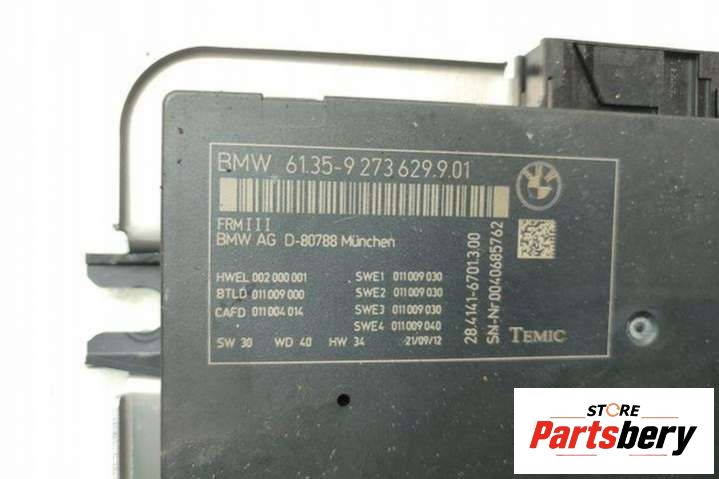 BMW 61.35-9 273 629.9.01
FRMIII
BMW AG D-80788 München
HWEL 002 000 001
BTLD 011 009 000
CAFD 011 004 014
SWE1 011 009 030
SWE2 011 009 030
SWE3 011 009 030
SWE4 011 009 040
SW 30 WD 40 HW 34 21/09/12
28.4141-6701.3.00
SN-Nr 0040685762
TEMIC
STORE
Partsbery